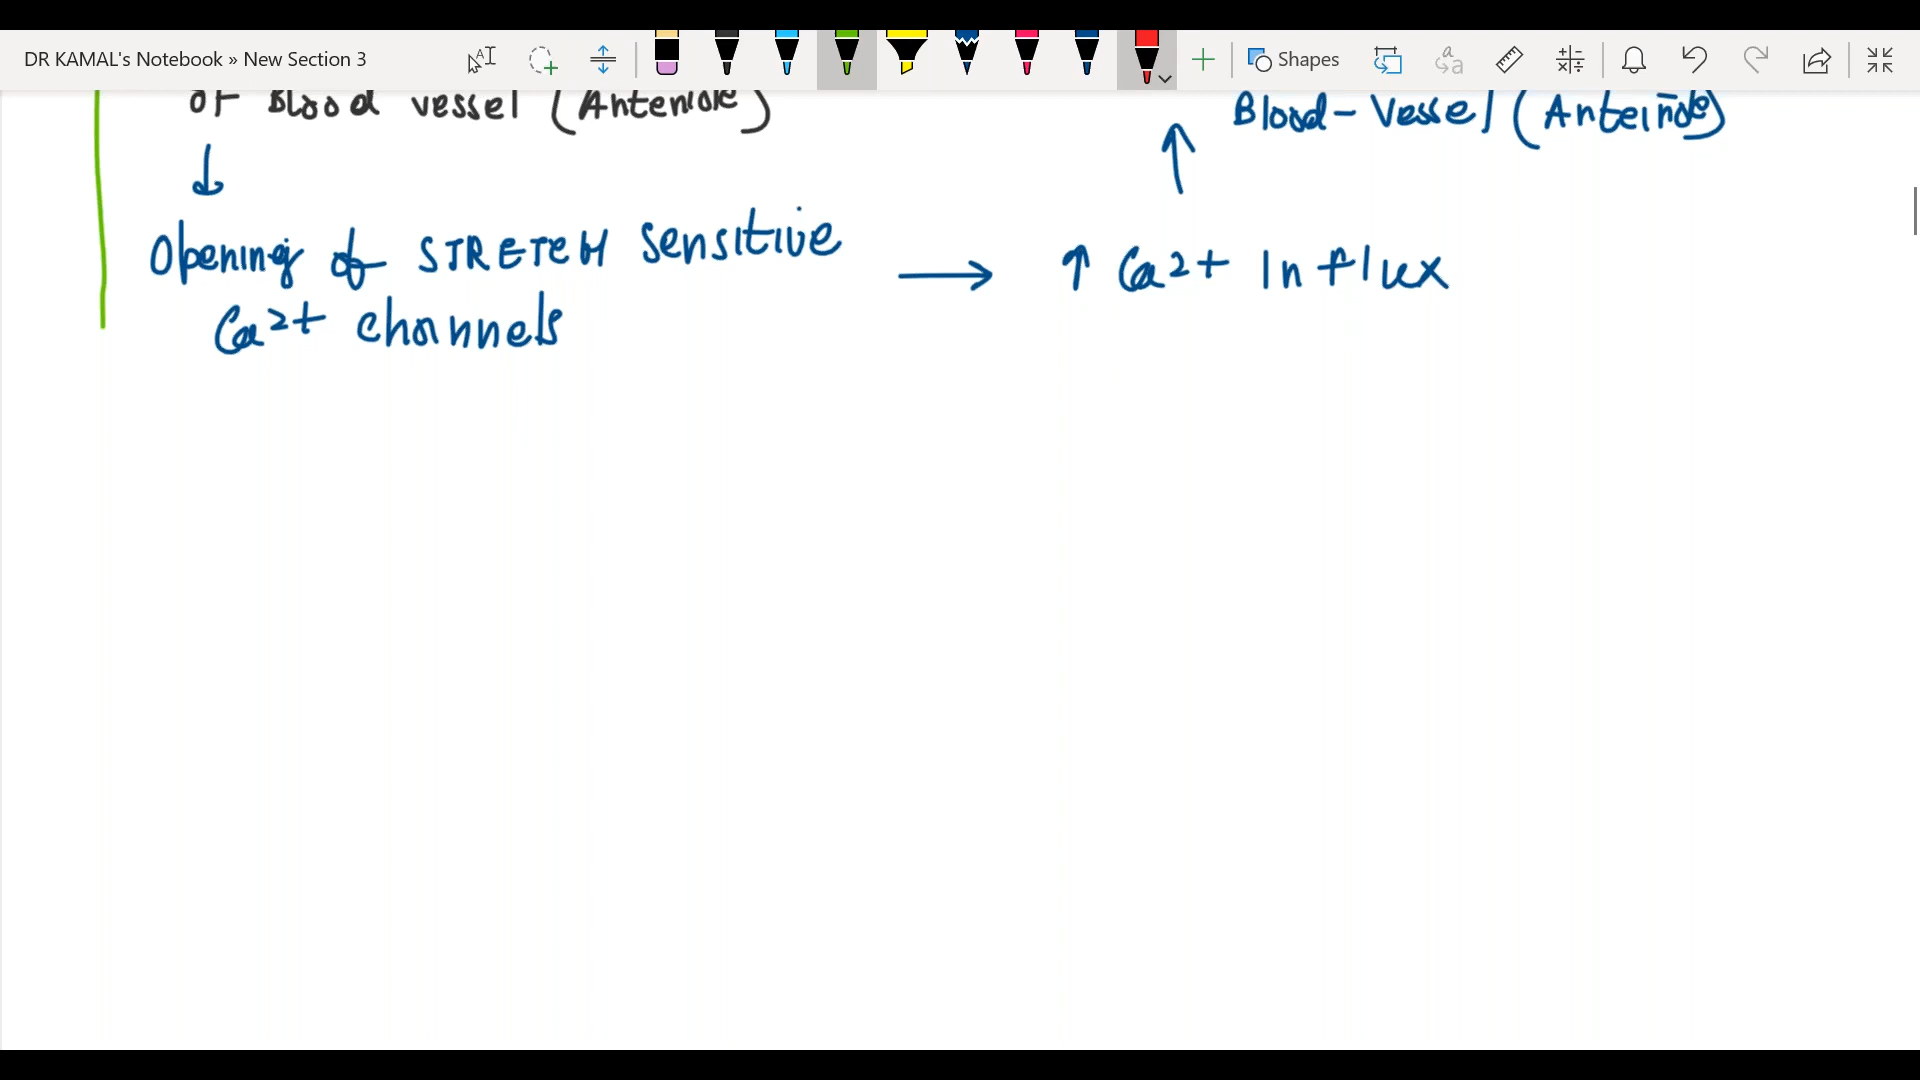 DR KAMAL's Notebook » New Section 3
Shapes
of Blood vessel (Arteriole)
Blood-Vessel (Arteriole)
↓
↑
Opening of STRETCH Sensitive
Ca2+ channels
→ ↑ Ca2+ Influx